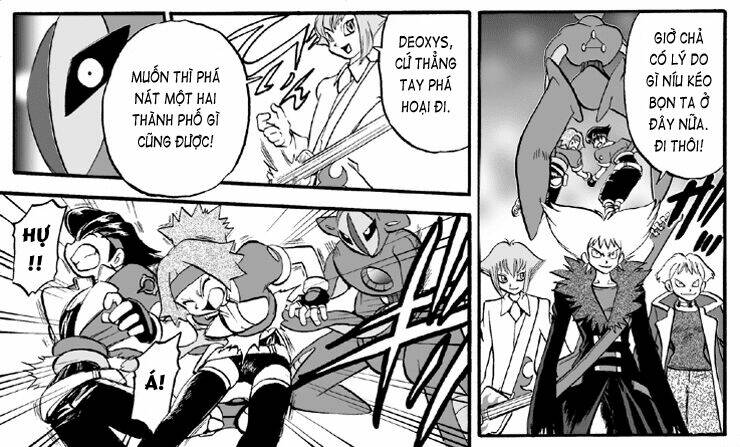 GIỜ CHẢ
CÓ LÝ DO
GÌ NÍU KÉO
BỌN TA Ở
ĐÂY NỮA.
ĐI THÔI!
DEOXYS,
CỨ THẲNG
TAY PHÁ
HOẠI ĐI.
MUỐN THÌ PHÁ
NÁT MỘT HAI
THÀNH PHỐ GÌ
CŨNG ĐƯỢC!
HỰ
!!
Á!